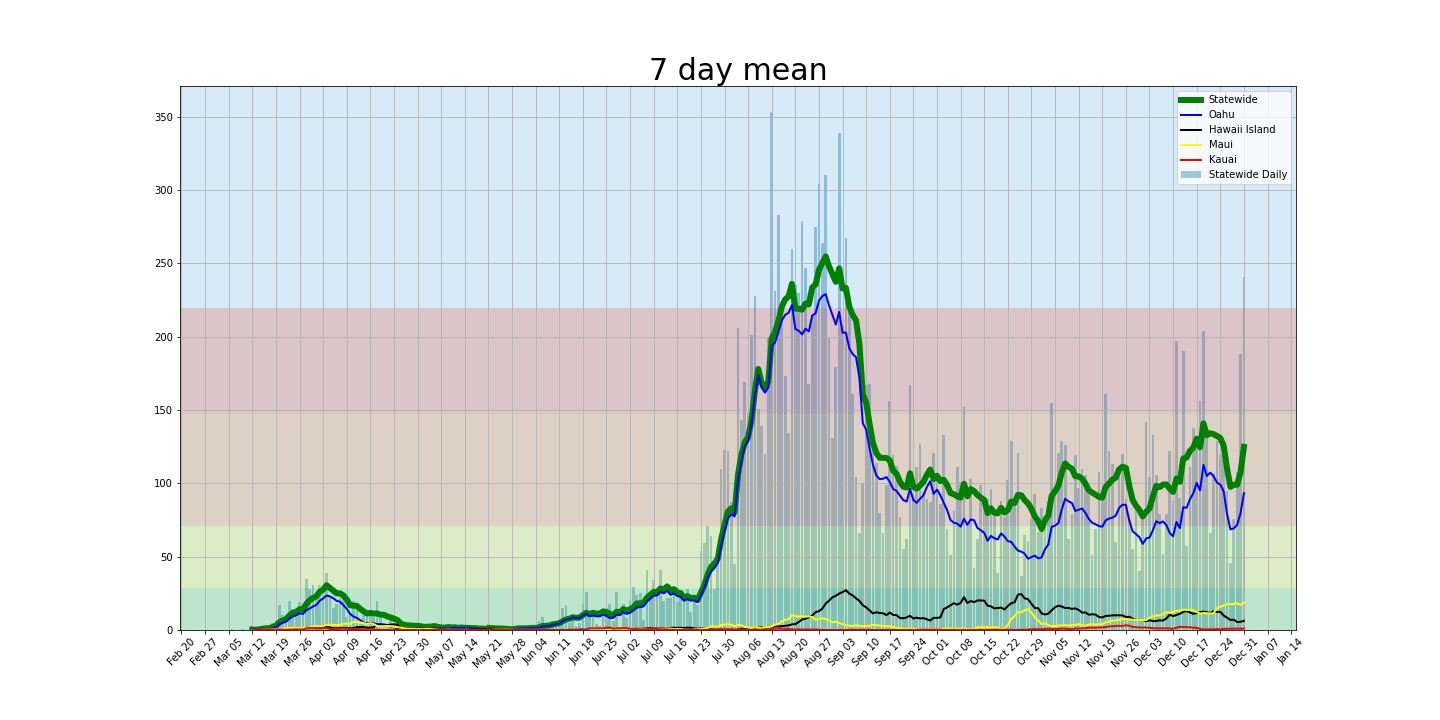 7 day mean
Statewide
Oahu
Hawaii Island
Maui
Kauai
Statewide Daily
350
300
250
200
150
100
50
0
Feb 20
Feb 27
Mar 05
Mar 12
Mar 19
Mar 26
Apr 02
Apr 09
Apr 16
Apr 23
Apr 30
May 07
May 14
May 21
May 28
Jun 04
Jun 11
Jun 18
Jun 25
Jul 02
Jul 09
Jul 16
Jul 23
Jul 30
Aug 06
Aug 13
Aug 20
Aug 27
Sep 03
Sep 10
Sep 17
Sep 24
Oct 01
Oct 08
Oct 15
Oct 22
Oct 29
Nov 05
Nov 12
Nov 19
Nov 26
Dec 03
Dec 10
Dec 17
Dec 24
Dec 31
Jan 07
Jan 14